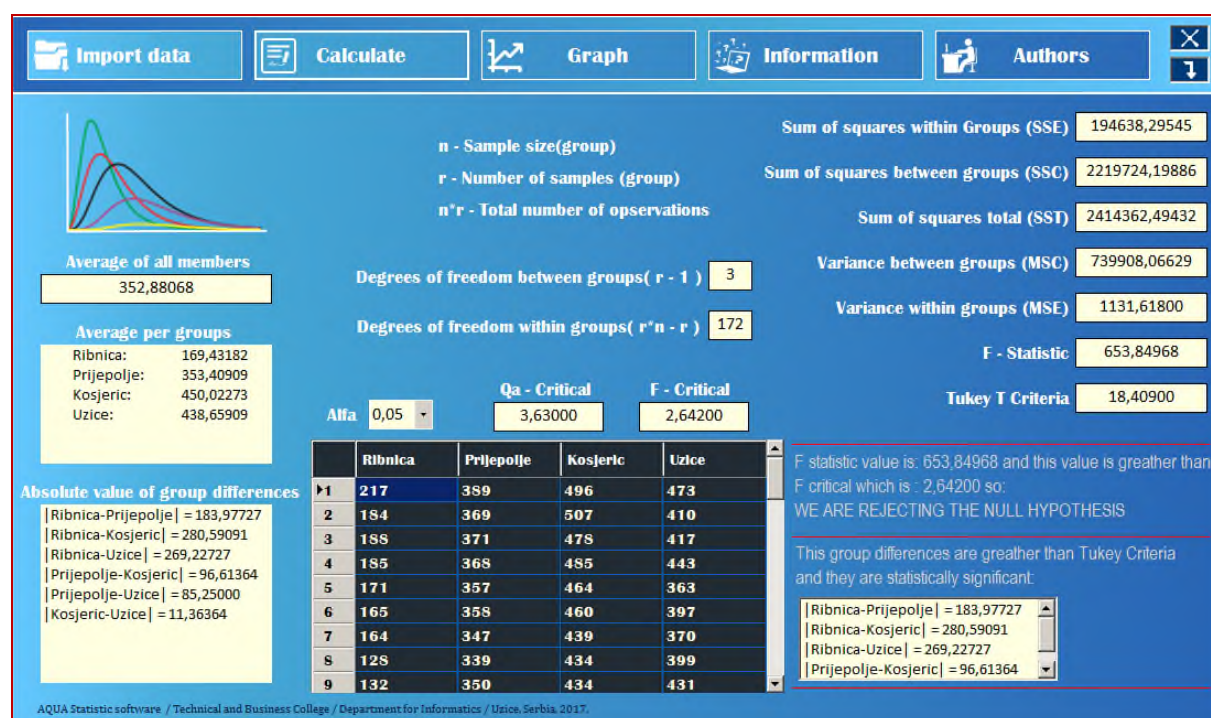 Import data
Calculate
Graph
Information
Authors
n - Sample size(group)
r - Number of samples (group)
n*r - Total number of opservations
Sum of squares within Groups (SSE) 194638,29545
Sum of squares between groups (SSC) 2219724,19886
Sum of squares total (SST) 2414362,49432
Variance between groups (MSC) 739908,06629
Variance within groups (MSE) 1131,61800
F - Statistic 653,84968
Tukey T Criteria 18,40900
Average of all members
352,88068
Degrees of freedom between groups( r - 1 ) 3
Degrees of freedom within groups( r*n - r ) 172
Average per groups
Ribnica: 169,43182
Prijepolje: 353,40909
Kosjeric: 450,02273
Uzice: 438,65909
Qa - Critical F - Critical
Alfa 0,05 3,63000 2,64200
Absolute value of group differences
|Ribnica-Prijepolje| = 183,97727
|Ribnica-Kosjeric| = 280,59091
|Ribnica-Uzice| = 269,22727
|Prijepolje-Kosjeric| = 96,61364
|Prijepolje-Uzice| = 85,25000
|Kosjeric-Uzice| = 11,36364
Ribnica Prijepolje Kosjeric Uzice
1 217 389 496 473
2 184 369 507 410
3 188 371 478 417
4 185 368 485 443
5 171 357 464 363
6 165 358 460 397
7 164 347 439 370
8 128 339 434 399
9 132 350 434 431
F statistic value is: 653,84968 and this value is greather than
F critical which is : 2,64200 so:
WE ARE REJECTING THE NULL HYPOTHESIS
This group differences are greather than Tukey Criteria
and they are statistically significant:
|Ribnica-Prijepolje| = 183,97727
|Ribnica-Kosjeric| = 280,59091
|Ribnica-Uzice| = 269,22727
|Prijepolje-Kosjeric| = 96,61364
AQUA Statistic software / Technical and Business College / Department for Informatics / Uzice, Serbia, 2017.